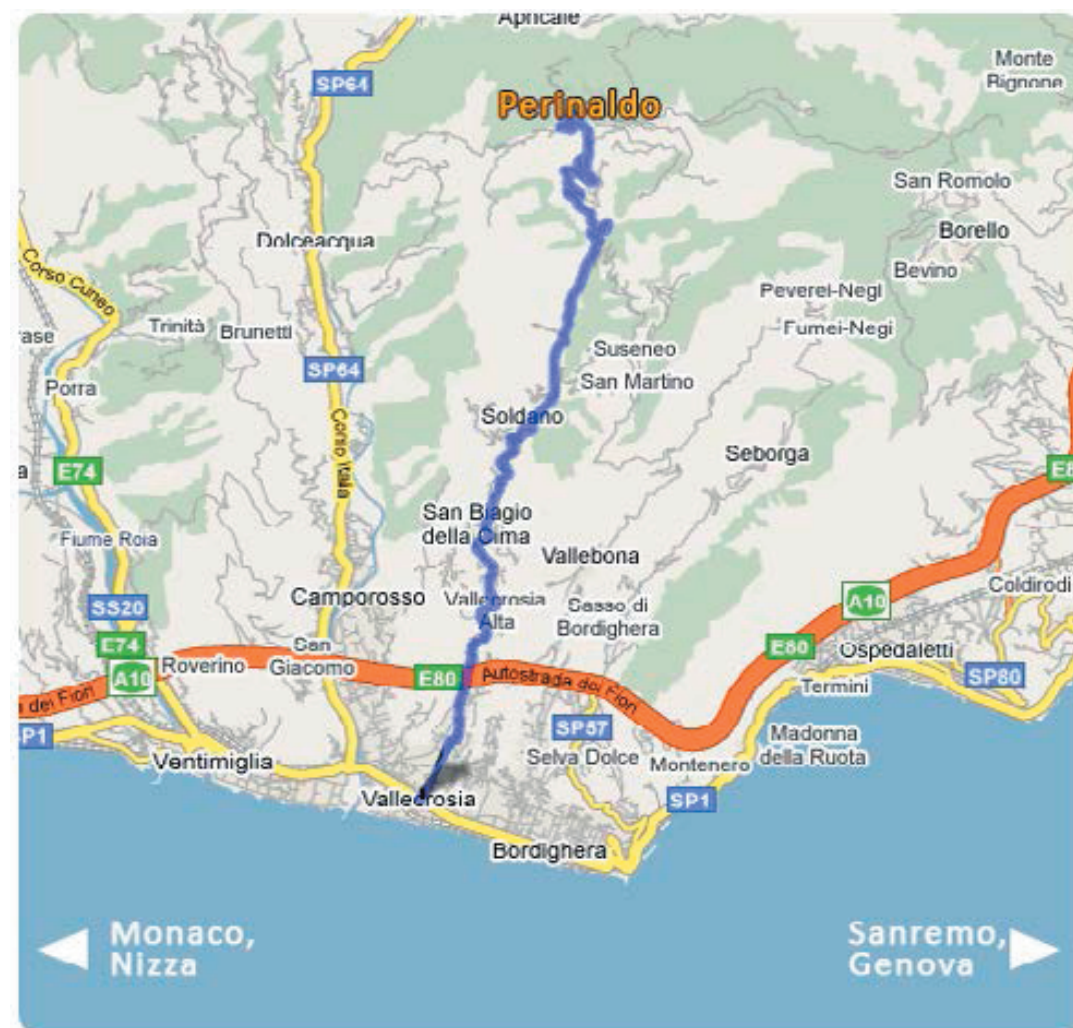 Apricale
Monte
Bignone
SP64
Perinaldo
San Romolo
Borello
Dolceacqua
Bevino
Corso Cuneo
Peverei-Negi
Trinità
Brunetti
Fumei-Negi
Suseneo
SP64
San Martino
Porra
Soldano
Corso Italia
Seborga
E74
San Biagio
della Cima
Fiume Roia
Vallebona
Coldirodi
Camporosso
Vallecrosia
Alta
Sasso di
Bordighera
A10
SS20
E74
San
Giacomo
E80
Ospedaletti
Roverino
A10
E80
Autostrada dei Fiori
SP80
Termini
dei Fiori
SP57
Madonna
della Ruota
SP1
Selva Dolce
Montenero
Ventimiglia
Vallecrosia
SP1
Bordighera
Monaco,
Nizza
Sanremo,
Genova